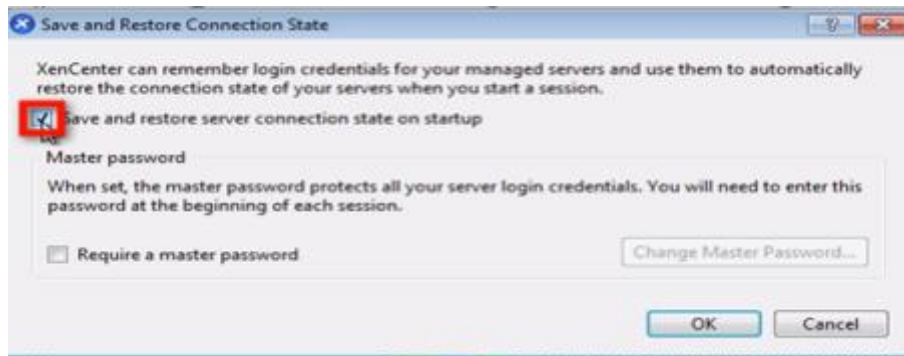 Save and Restore Connection State
XenCenter can remember login credentials for your managed servers and use them to automatically
restore the connection state of your servers when you start a session.
Save and restore server connection state on startup
Master password
When set, the master password protects all your server login credentials. You will need to enter this
password at the beginning of each session.
Require a master password
Change Master Password...
OK
Cancel